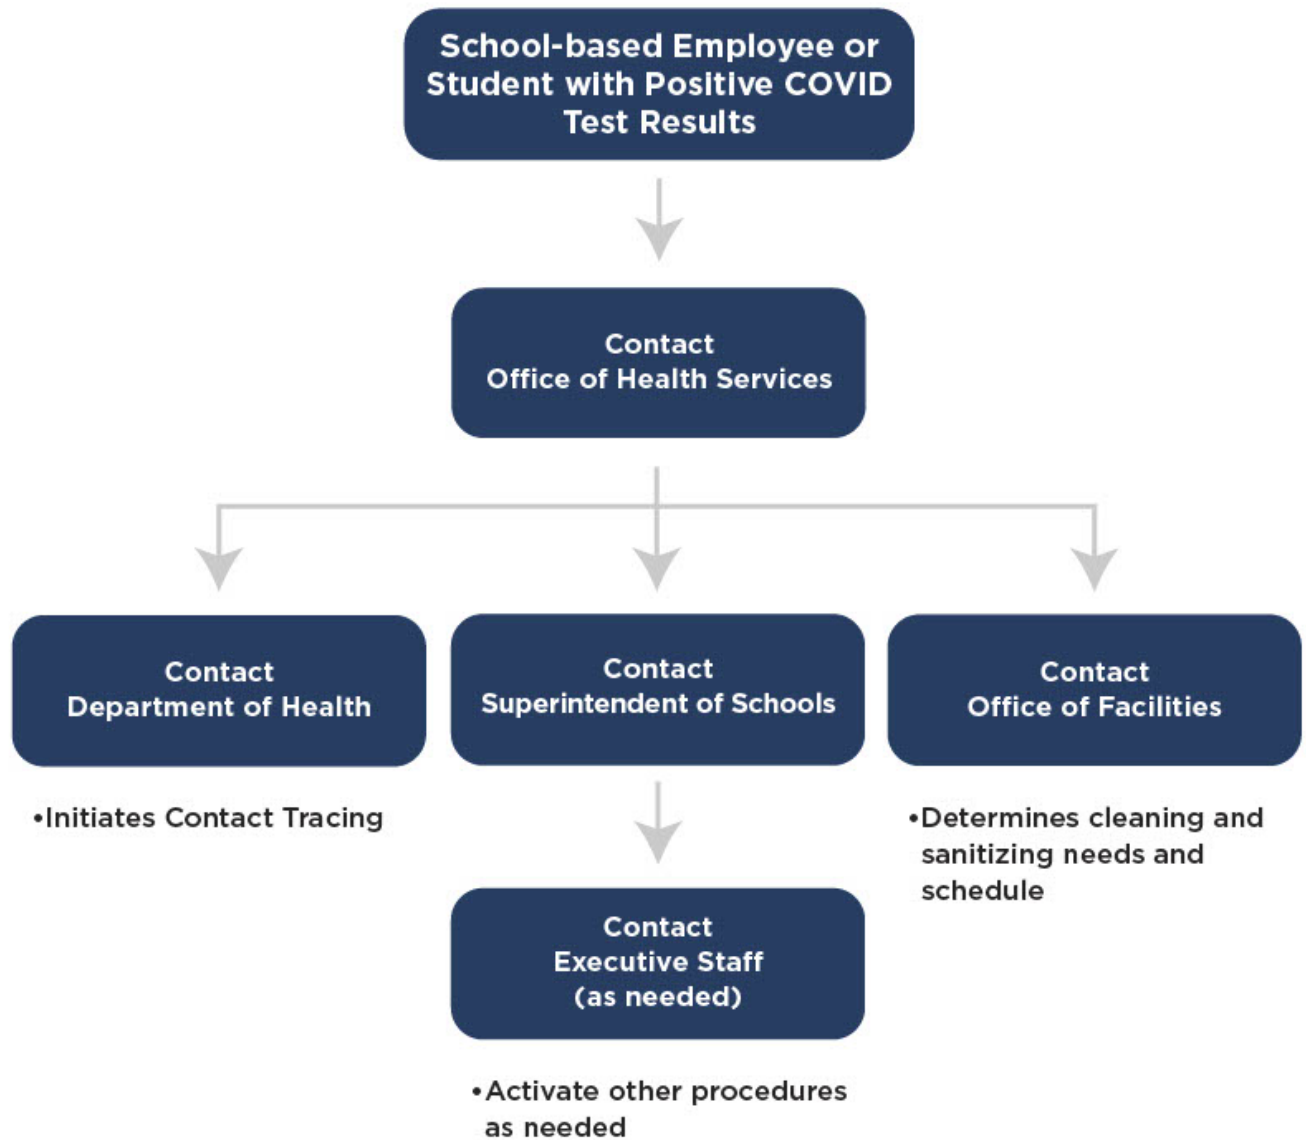 School-based Employee or
Student with Positive COVID
Test Results
Contact
Office of Health Services
Contact
Department of Health
•Initiates Contact Tracing
Contact
Superintendent of Schools
Contact
Office of Facilities
•Determines cleaning and
sanitizing needs and
schedule
Contact
Executive Staff
(as needed)
•Activate other procedures
as needed